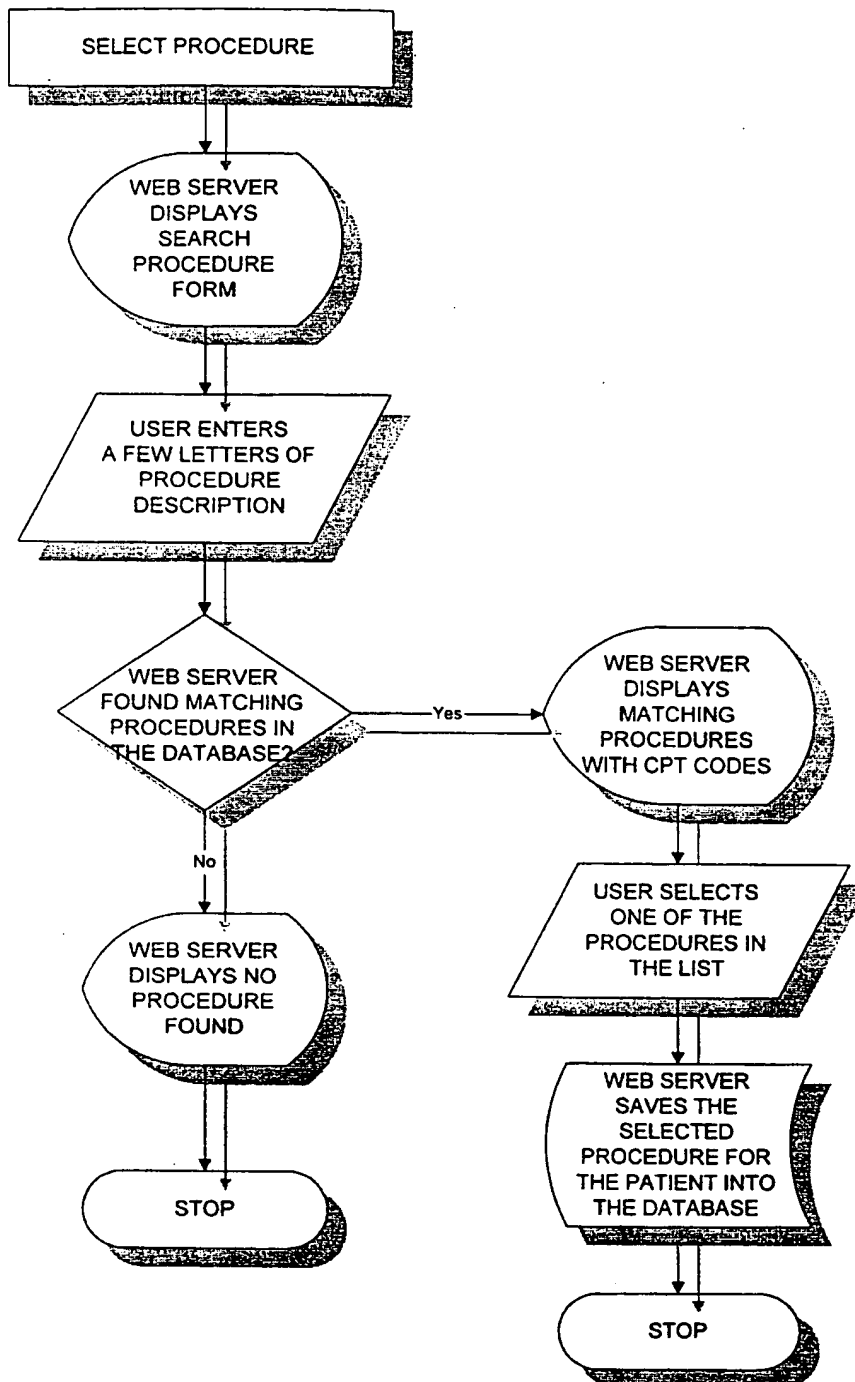 SELECT PROCEDURE
WEB SERVER
DISPLAYS
SEARCH
PROCEDURE
FORM
USER ENTERS
A FEW LETTERS OF
PROCEDURE
DESCRIPTION
WEB SERVER
FOUND MATCHING
PROCEDURES IN
THE DATABASE?
Yes
WEB SERVER
DISPLAYS
MATCHING
PROCEDURES
WITH CPT CODES
No
WEB SERVER
DISPLAYS NO
PROCEDURE
FOUND
STOP
USER SELECTS
ONE OF THE
PROCEDURES IN
THE LIST
WEB SERVER
SAVES THE
SELECTED
PROCEDURE FOR
THE PATIENT INTO
THE DATABASE
STOP